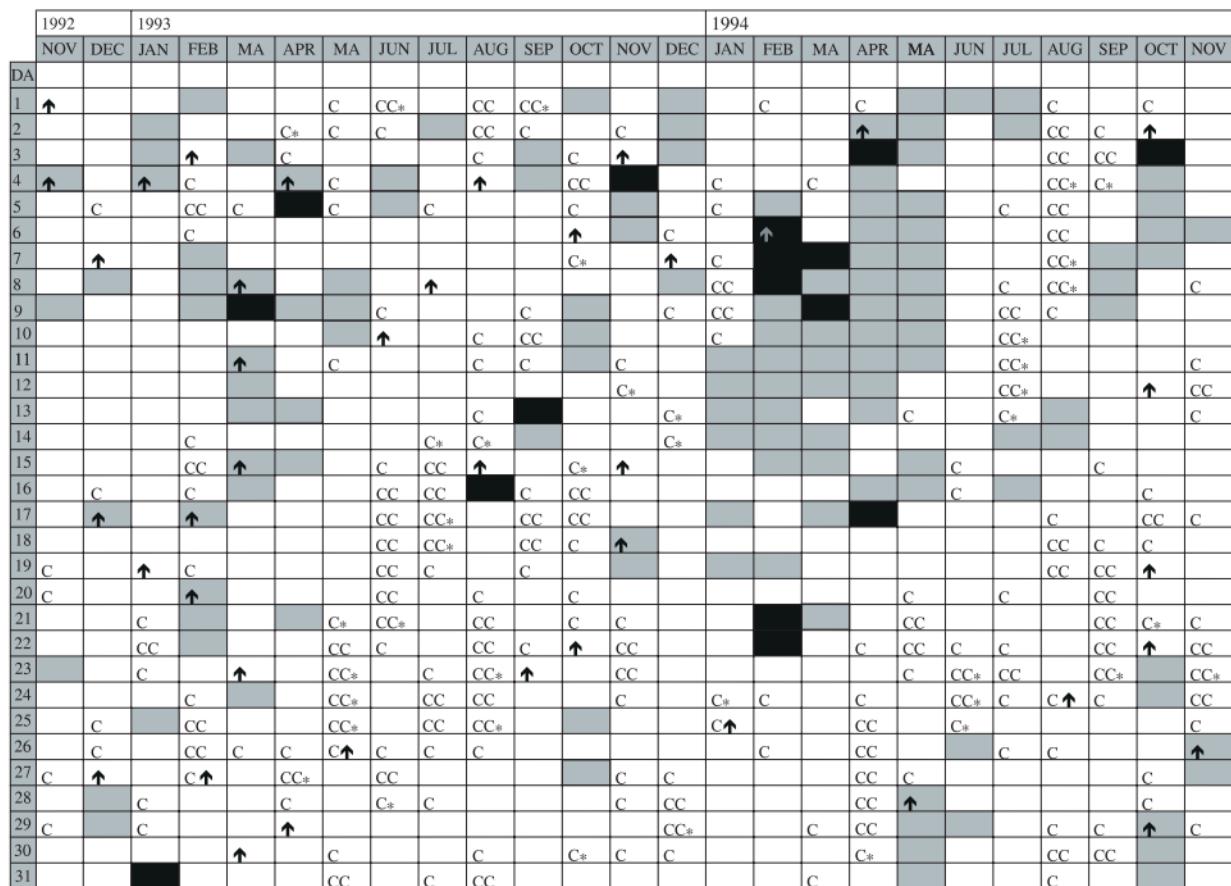 1992 1993 1994
NOV DEC JAN FEB MA APR MA JUN JUL AUG SEP OCT NOV DEC JAN FEB MA APR MA JUN JUL AUG SEP OCT NOV
DA
1 ↑ C CC* CC CC* C C C C
2 C* C C CC C C ↑ CC C ↑
3 ↑ C C C ↑ CC CC
4 ↑ ↑ C ↑ C ↑ CC C C CC* C*
5 C CC C C C C C C CC
6 C ↑ C ↑ CC
7 ↑ C* ↑ C CC*
8 ↑ ↑ CC C CC* C
9 C C C CC CC C
10 ↑ C CC C CC*
11 ↑ C C C C CC* C
12 C* CC* ↑ CC
13 C C* C C* C
14 C C* C* C*
15 CC ↑ C CC ↑ C* ↑ C C
16 C C CC CC C CC C C
17 ↑ ↑ CC CC* CC CC C CC C
18 CC CC* CC C ↑ CC C C
19 C ↑ C CC C C CC CC ↑
20 C ↑ CC C C C C CC
21 C C* CC* CC C C CC CC C* C
22 CC CC C CC C ↑ CC C CC C C CC ↑ CC
23 C ↑ CC* C CC* ↑ CC C CC* CC CC* CC*
24 C CC* CC CC C C* C C CC* C C↑ C CC
25 C CC CC* CC CC* C↑ CC C* C
26 C CC C C C↑ C C C C CC C C ↑
27 C ↑ C↑ CC* CC C C CC C C
28 C C C* C C CC CC ↑ C
29 C C ↑ CC* C CC C C ↑ C
30 ↑ C C C* C C C* CC CC
31 CC C CC C C